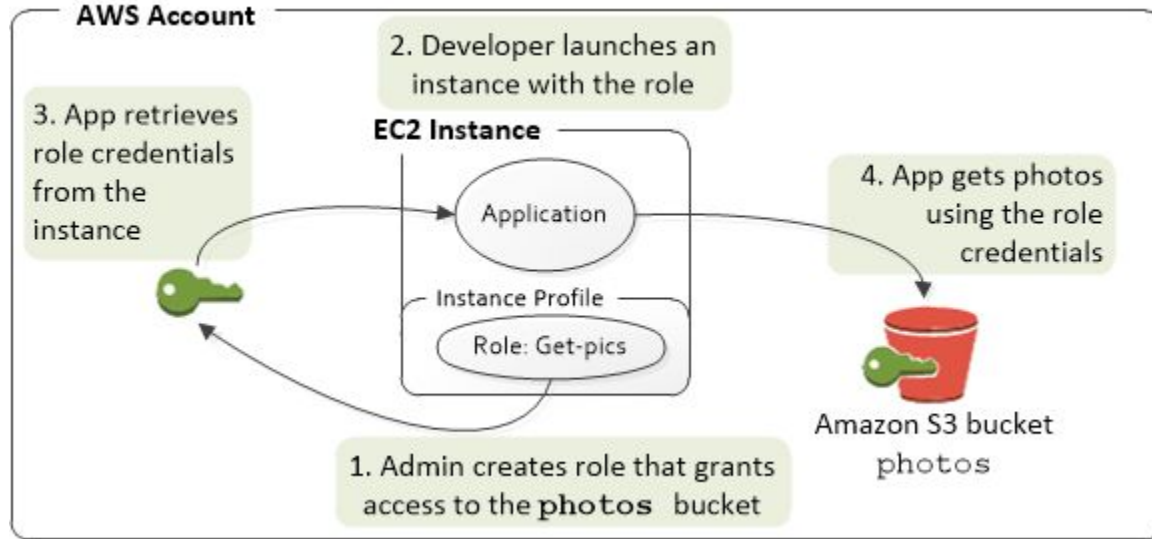 AWS Account
2. Developer launches an
instance with the role
3. App retrieves
role credentials
from the
instance
EC2 Instance
Application
4. App gets photos
using the role
credentials
Instance Profile
Role: Get-pics
Amazon S3 bucket
photos
1. Admin creates role that grants
access to the photos bucket